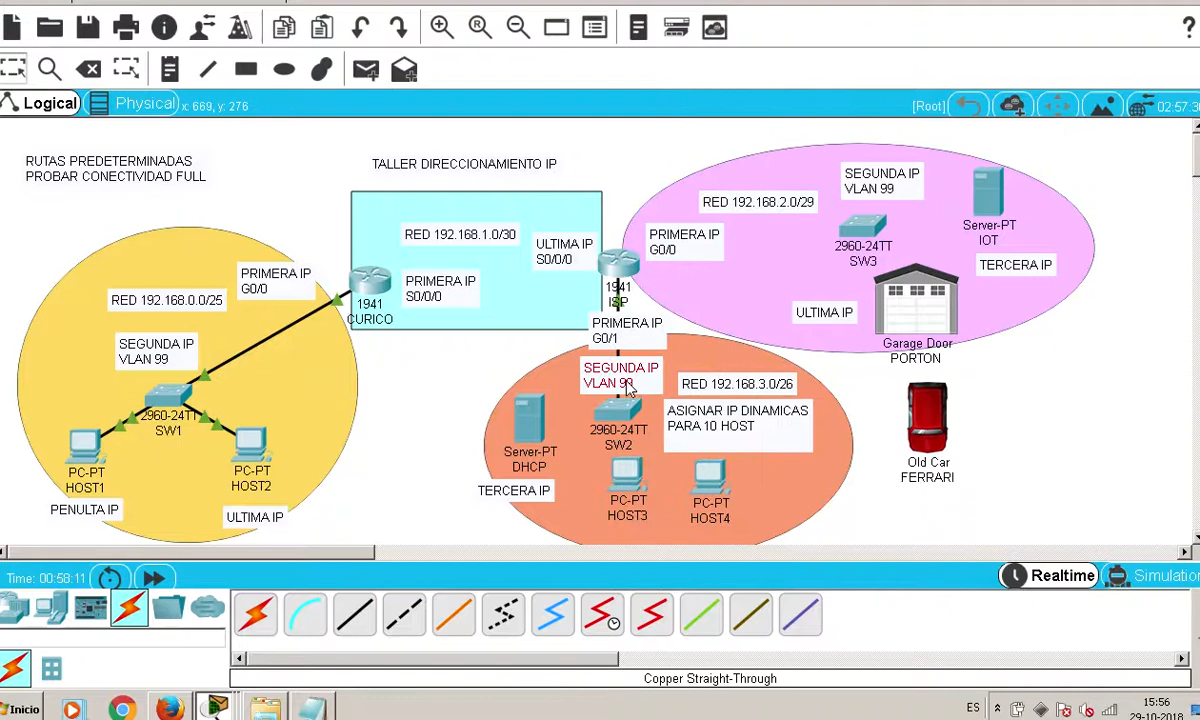 Logical
Physical
x: 669, y: 276
[Root]
02:57:3
RUTAS PREDETERMINADAS
PROBAR CONECTIVIDAD FULL
TALLER DIRECCIONAMIENTO IP
RED 192.168.1.0/30
ULTIMA IP
S0/0/0
PRIMERA IP
G0/0
RED 192.168.2.0/29
SEGUNDA IP
VLAN 99
2960-24TT
SW3
Server-PT
IOT
TERCERA IP
ULTIMA IP
Garage Door
PORTON
PRIMERA IP
G0/0
RED 192.168.0.0/25
PRIMERA IP
S0/0/0
1941
CURICO
1941
ISP
PRIMERA IP
G0/1
SEGUNDA IP
VLAN 99
2960-24TT
SW1
PC-PT
HOST1
PENULTA IP
PC-PT
HOST2
ULTIMA IP
SEGUNDA IP
VLAN 99
RED 192.168.3.0/26
ASIGNAR IP DINAMICAS
PARA 10 HOST
2960-24TT
SW2
Server-PT
DHCP
TERCERA IP
PC-PT
HOST3
PC-PT
HOST4
Old Car
FERRARI
Time: 00:58:11
Realtime
Simulation
Copper Straight-Through
Inicio
ES
15:56
29-10-2018